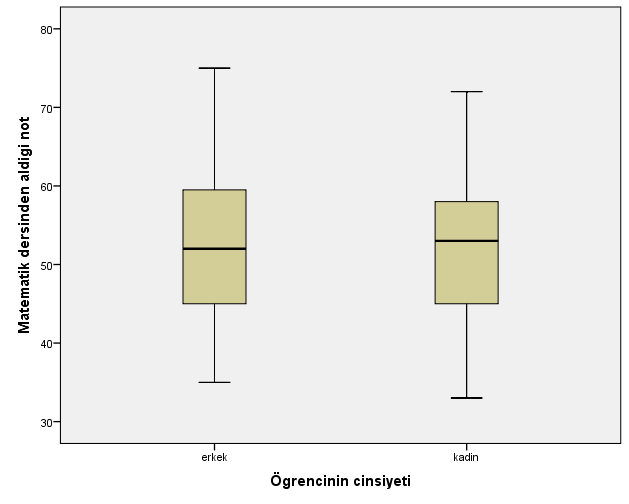 Matematik dersinden aldigi not
80
70
60
50
40
30
erkek
kadin
Ögrencinin cinsiyeti